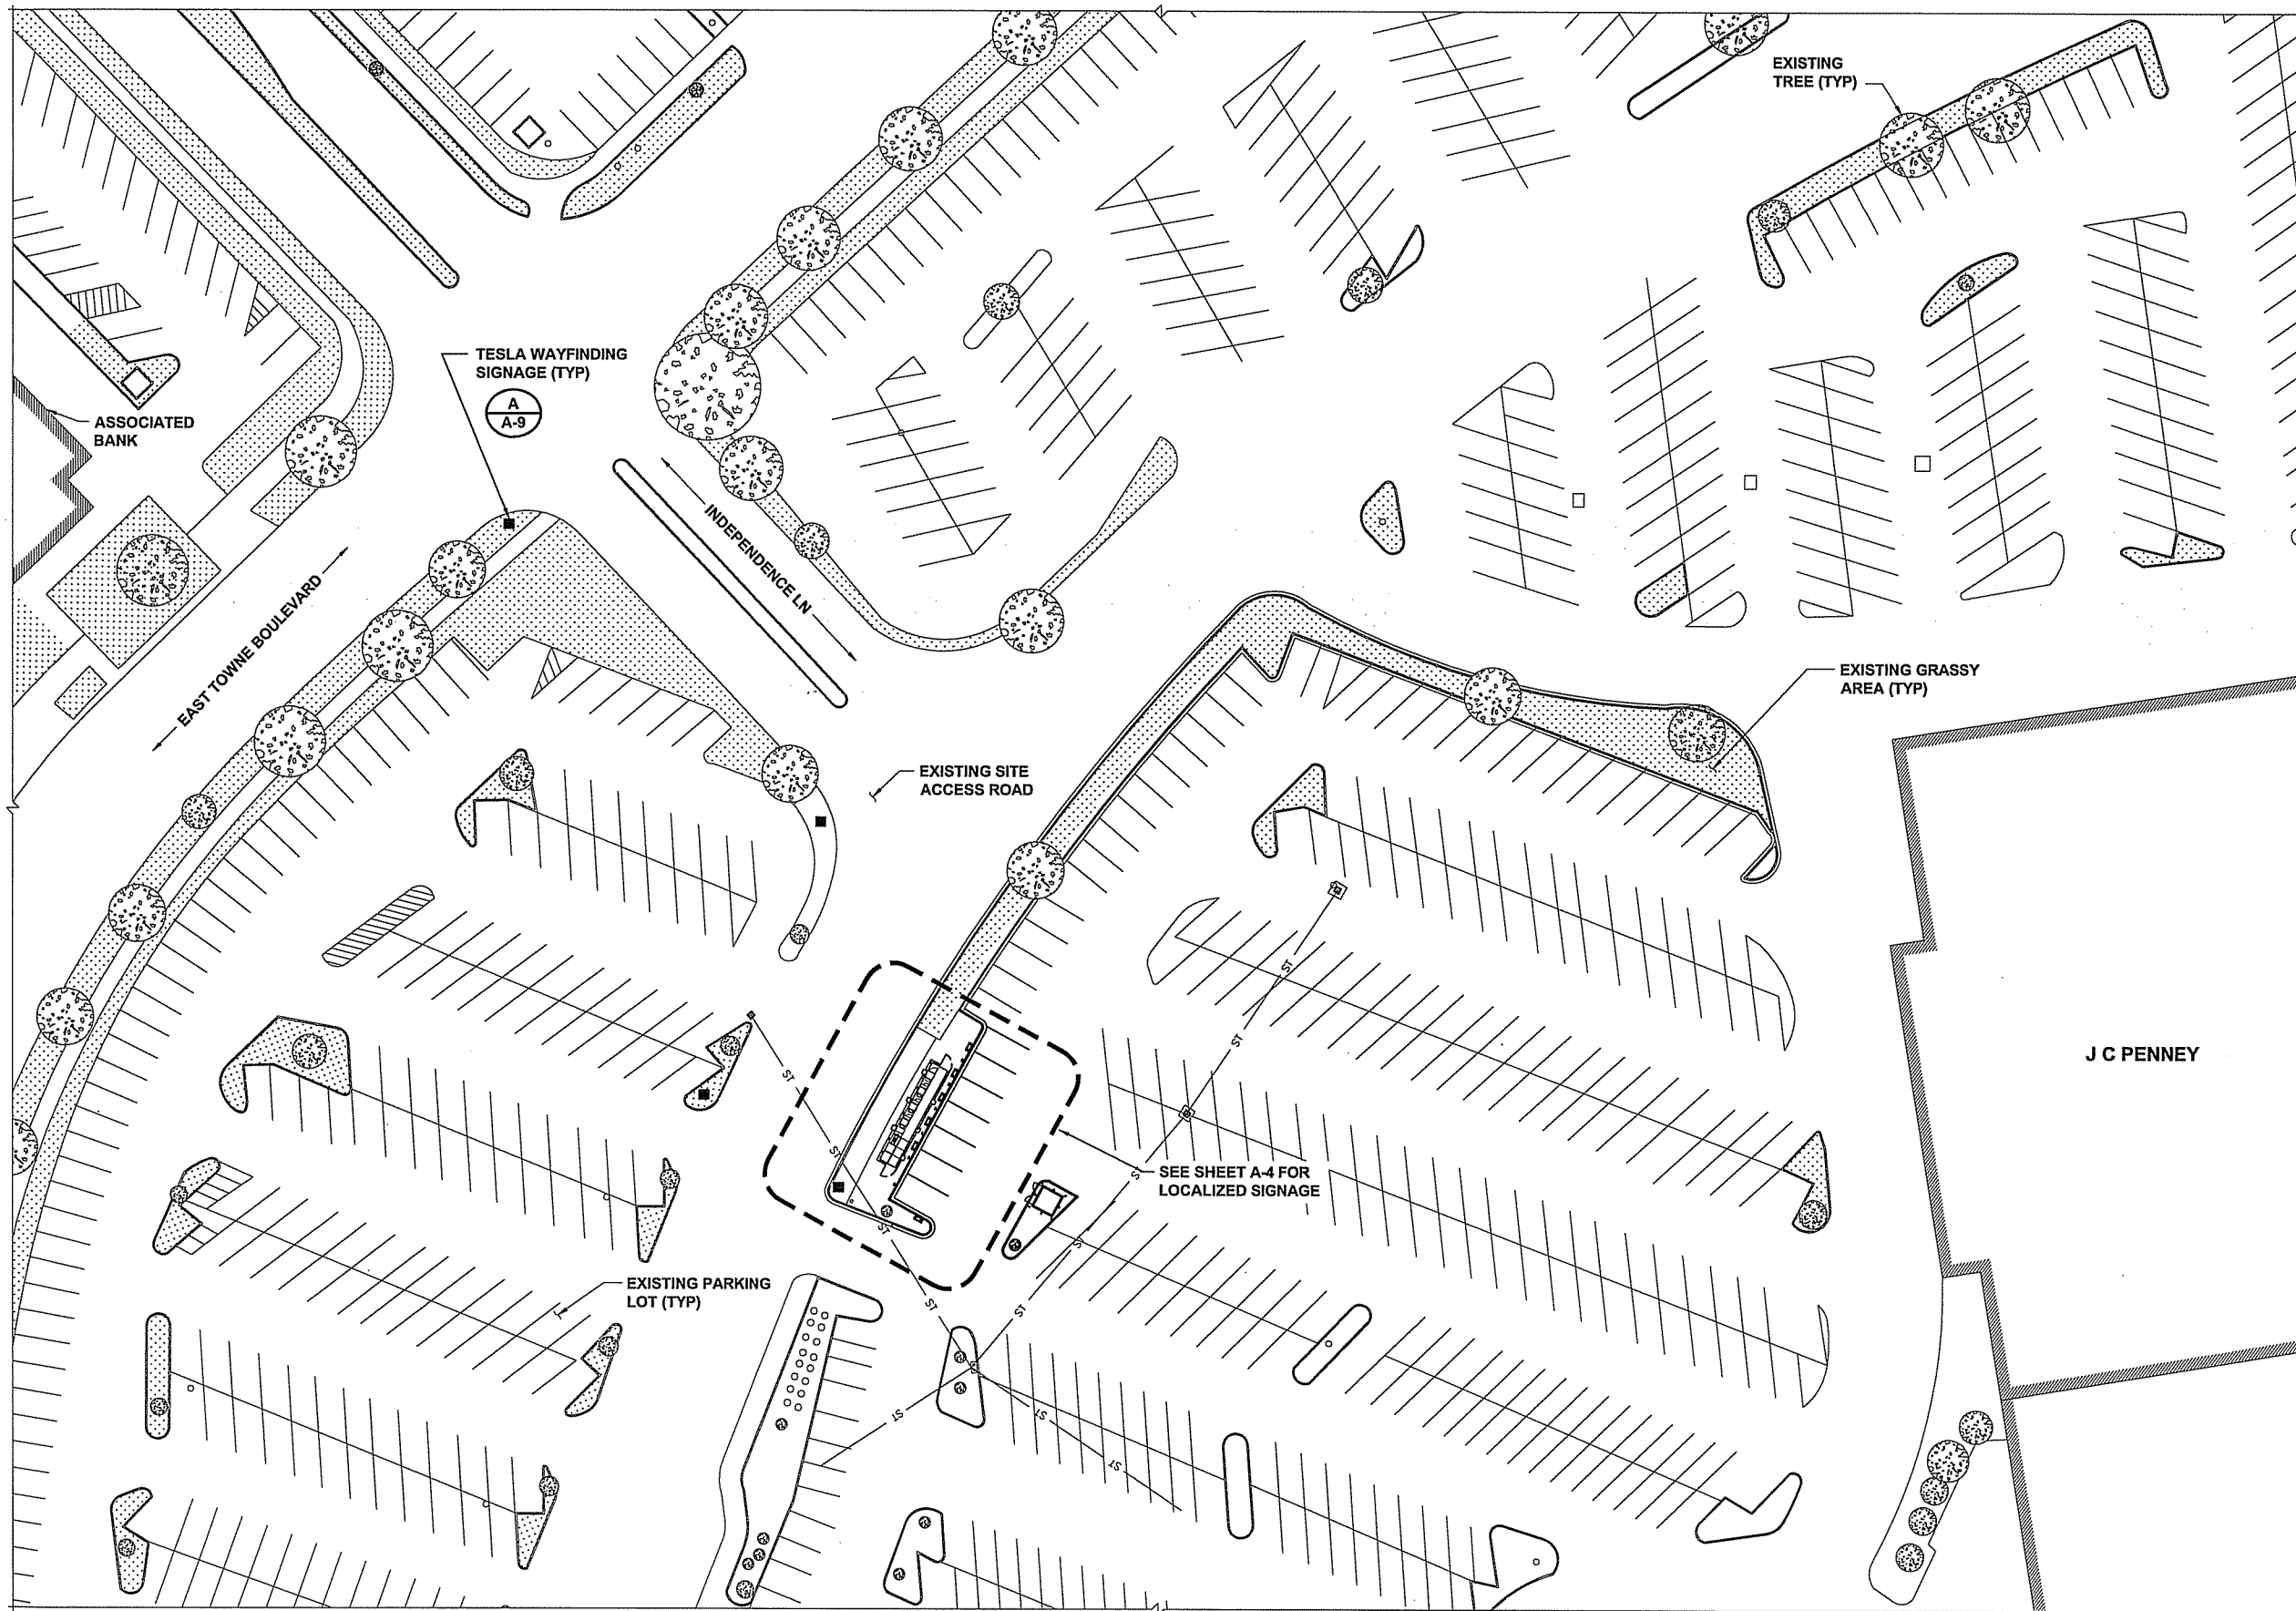 EXISTING
TREE (TYP)
TESLA WAYFINDING
SIGNAGE (TYP)
A
A-9
ASSOCIATED
BANK
INDEPENDENCE LN
EAST TOWNE BOULEVARD
EXISTING GRASSY
AREA (TYP)
EXISTING SITE
ACCESS ROAD
ST
ST
J C PENNEY
ST
ST
ST
SEE SHEET A-4 FOR
LOCALIZED SIGNAGE
ST
ST
EXISTING PARKING
LOT (TYP)
ST
ST
ST
ST
ST